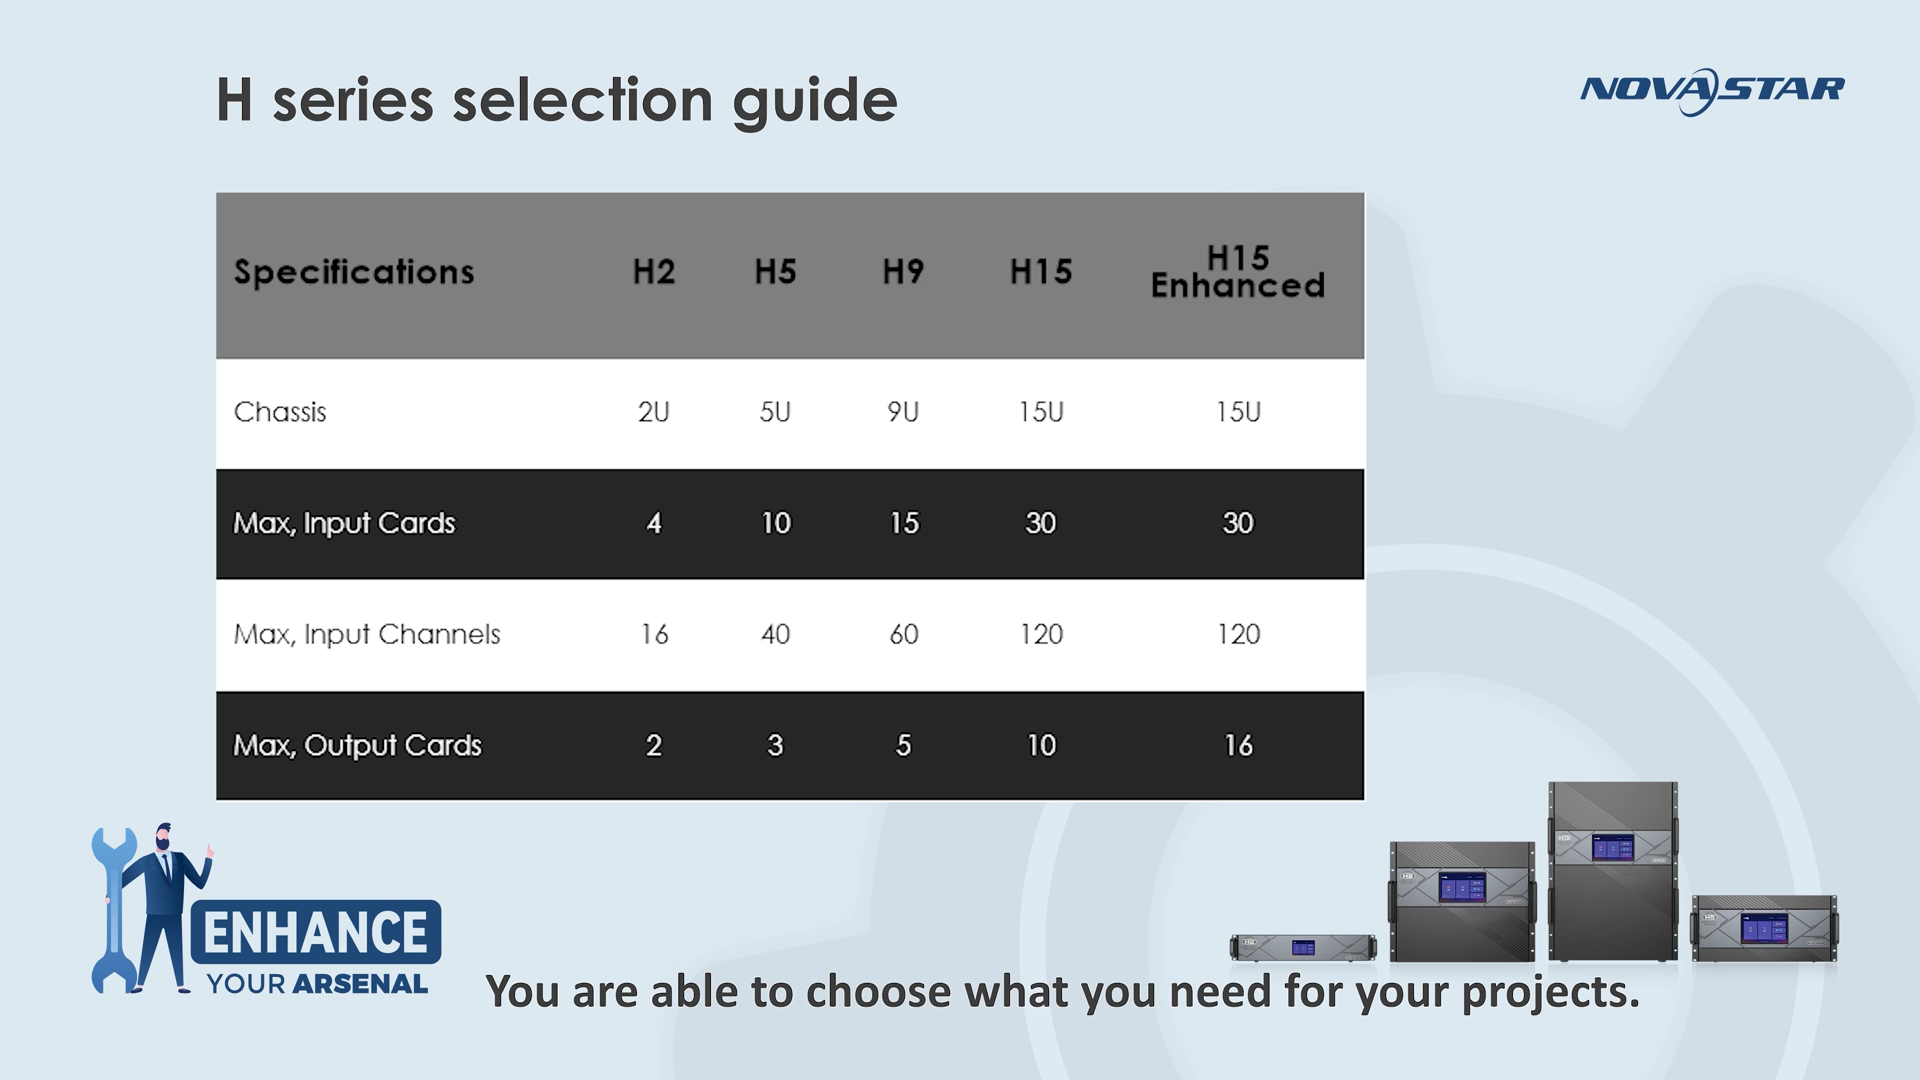 H series selection guide
NOVASTAR
Specifications H2 H5 H9 H15 H15 Enhanced
Chassis 2U 5U 9U 15U 15U
Max, Input Cards 4 10 15 30 30
Max, Input Channels 16 40 60 120 120
Max, Output Cards 2 3 5 10 16
ENHANCE
YOUR ARSENAL
You are able to choose what you need for your projects.